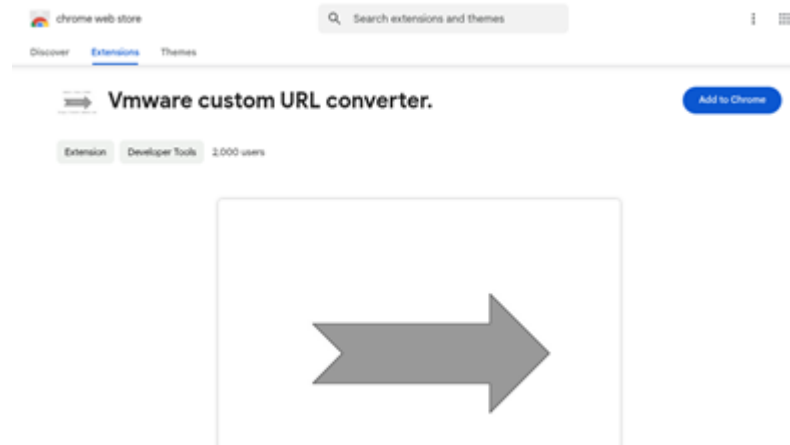 chrome web store
Search extensions and themes
Discover Extensions Themes
Vmware custom URL converter.
Add to Chrome
Extension Developer Tools 2,000 users